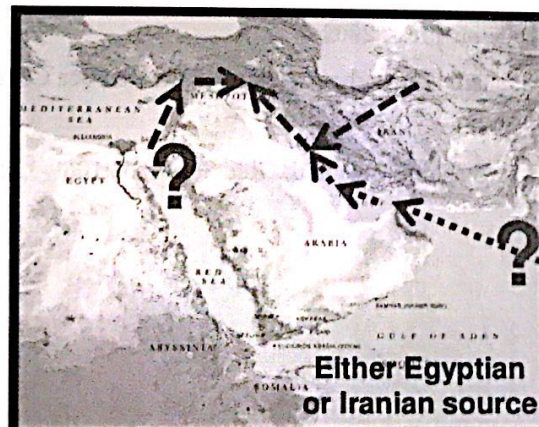 MEDITERRANEAN
SEA
ALEXANDRIA
EGYPT
IRAN
ARABIA
RED
SEA
ABYSSINIA
GULF OF ADEN
SOMALIA
?
?
Either Egyptian
or Iranian source